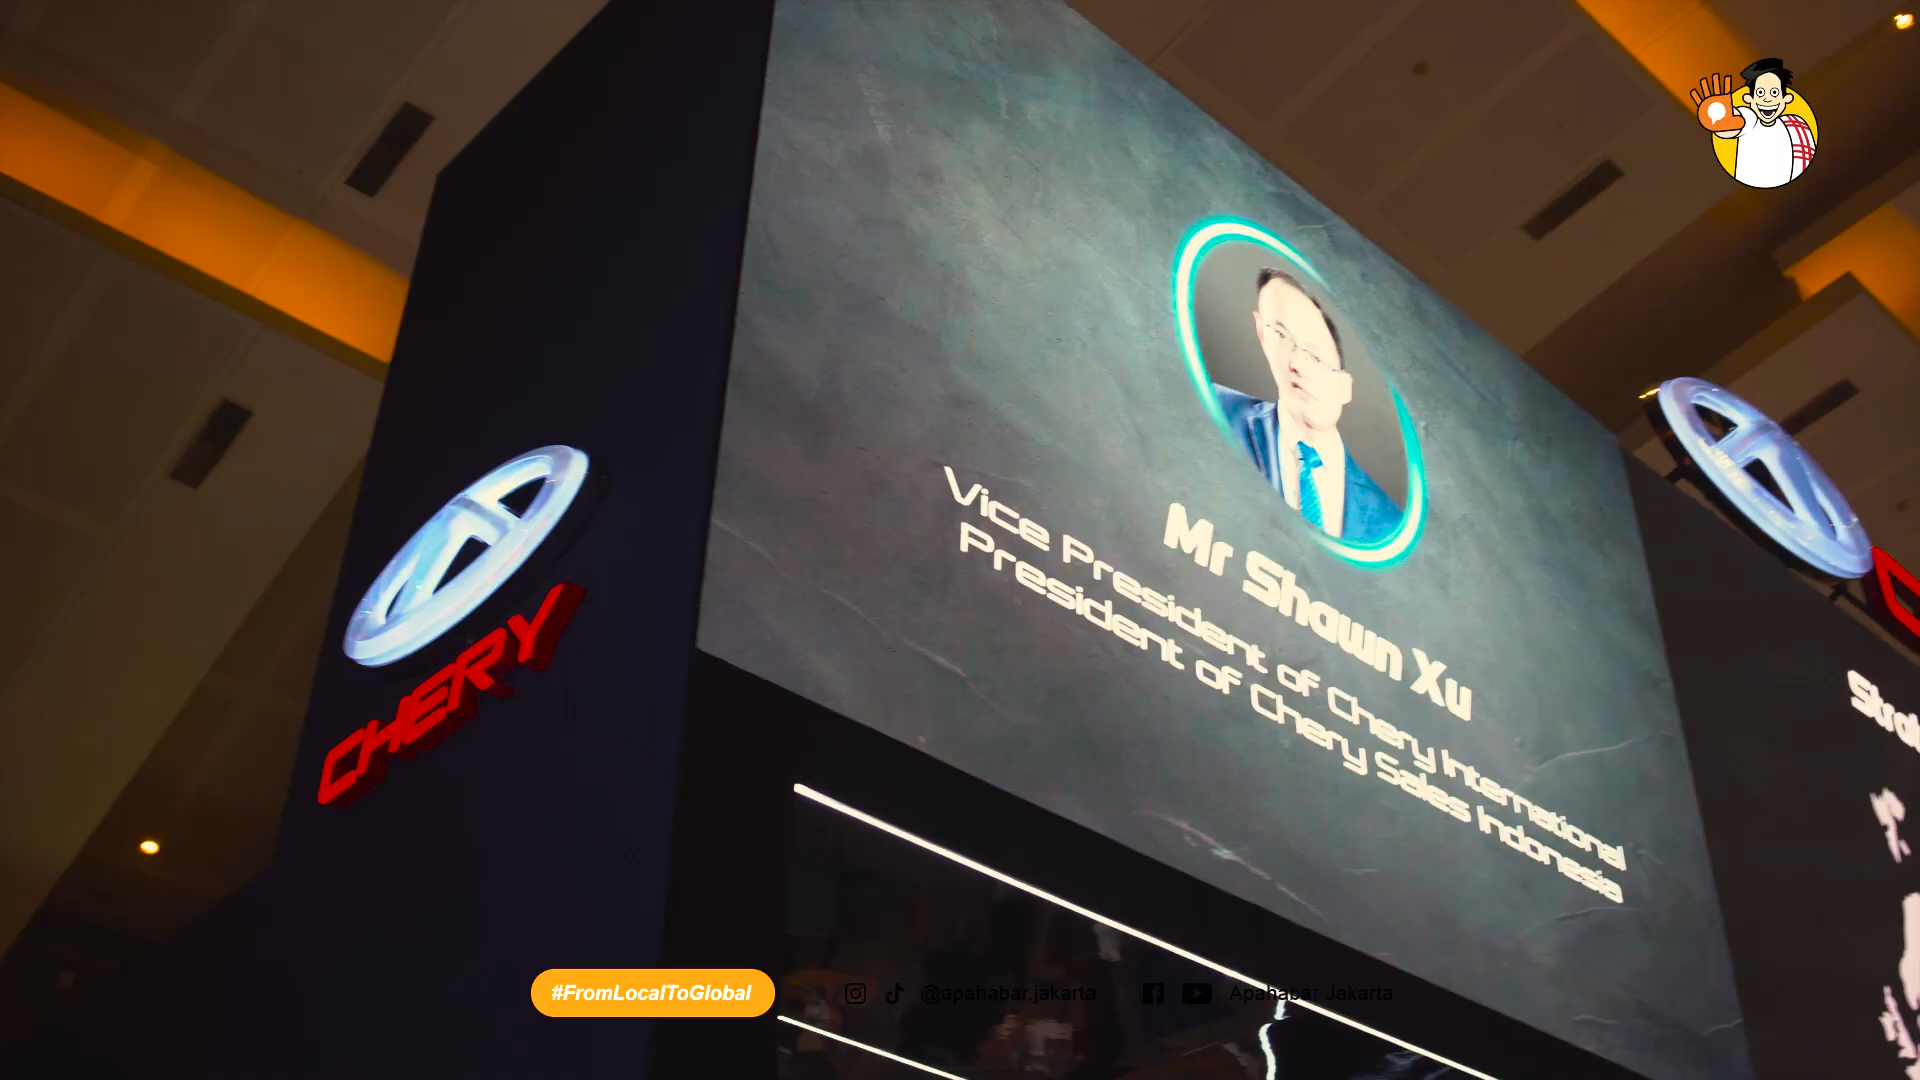 Mr Shawn Xu
Vice President of Chery International
President of Chery Sales Indonesia
CHERY
#FromLocalToGlobal
@apahabar.jakarta
Apahabar Jakarta